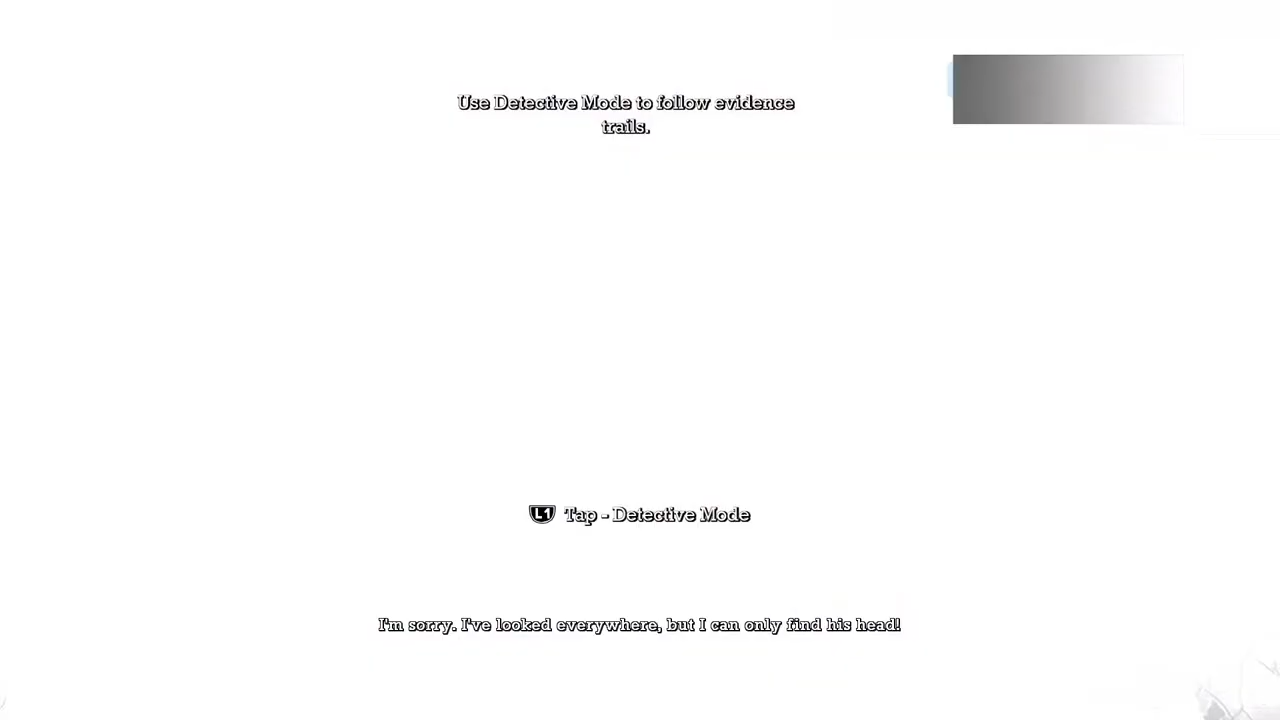 Use Detective Mode to follow evidence
trails.
L1 Tap - Detective Mode
I'm sorry. I've looked everywhere, but I can only find his head!